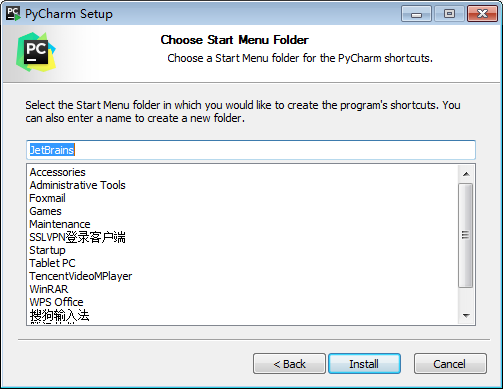 PyCharm Setup
PC
Choose Start Menu Folder
Choose a Start Menu folder for the PyCharm shortcuts.
Select the Start Menu folder in which you would like to create the program's shortcuts. You
can also enter a name to create a new folder.
JetBrains
Accessories
Administrative Tools
Foxmail
Games
Maintenance
SSLVPN登录客户端
Startup
Tablet PC
TencentVideoMPlayer
WinRAR
WPS Office
搜狗输入法
< Back
Install
Cancel